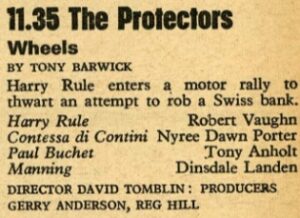 11.35 The Protectors
Wheels
BY TONY BARWICK
Harry Rule enters a motor rally to
thwart an attempt to rob a Swiss bank.
Harry Rule Robert Vaughn
Contessa di Contini Nyree Dawn Porter
Paul Buchet Tony Anholt
Manning Dinsdale Landen
DIRECTOR DAVID TOMBLIN : PRODUCERS
GERRY ANDERSON, REG HILL